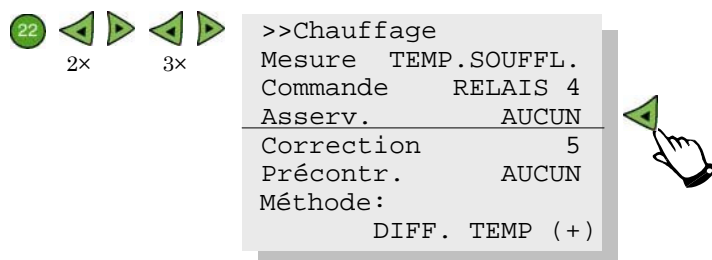 22
2× 3×
>>Chauffage
Mesure TEMP.SOUFFL.
Commande RELAIS 4
Asserv. AUCUN
Correction 5
Précontr. AUCUN
Méthode:
DIFF. TEMP (+)